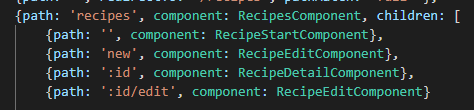 {path: 'recipes', component: RecipesComponent, children: [
{path: '', component: RecipeStartComponent},
{path: 'new', component: RecipeEditComponent},
{path: ':id', component: RecipeDetailComponent},
{path: ':id/edit', component: RecipeEditComponent}